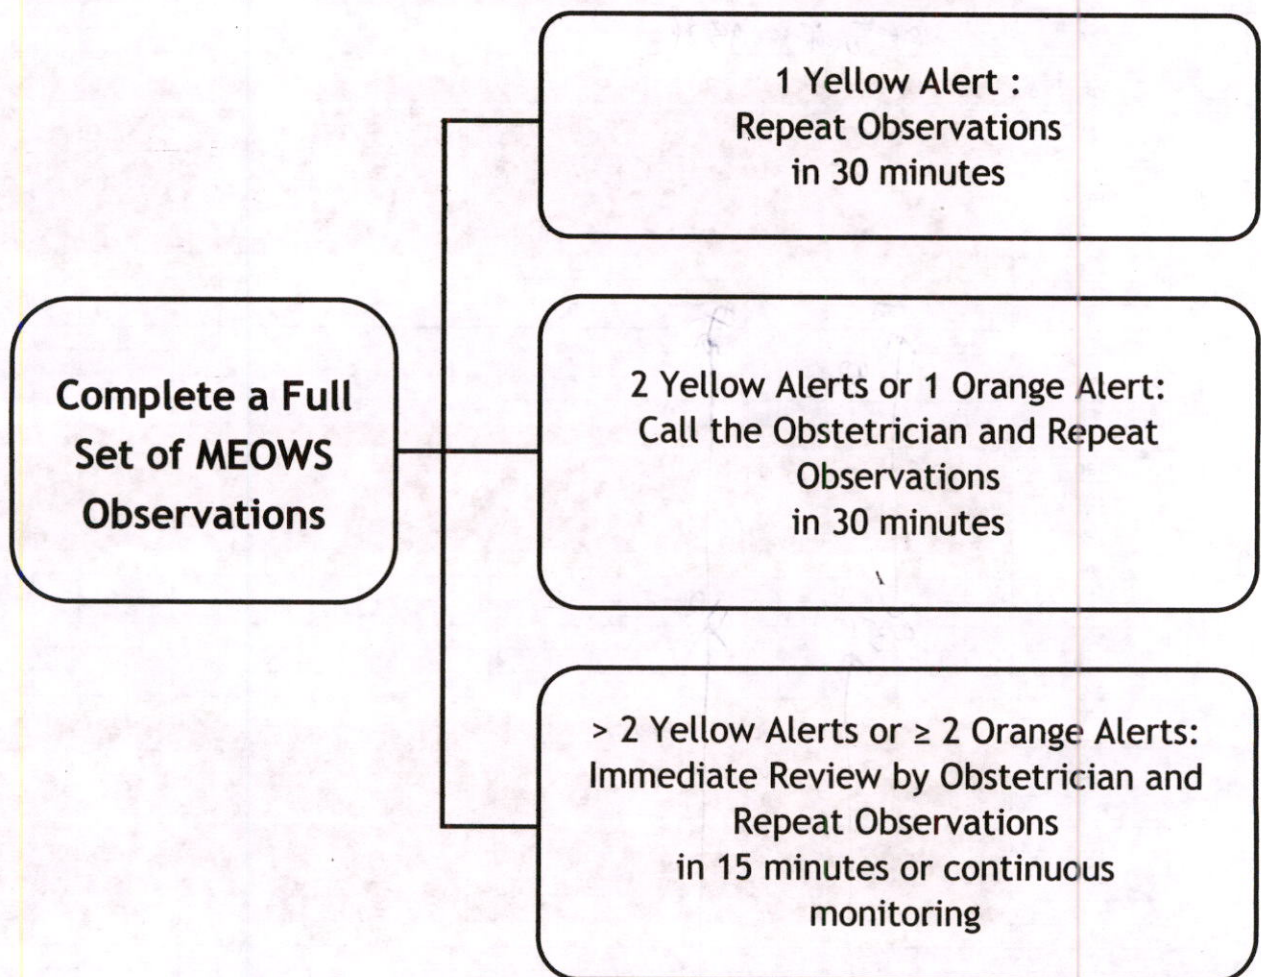 1 Yellow Alert :
Repeat Observations
in 30 minutes
Complete a Full
Set of MEOWS
Observations
2 Yellow Alerts or 1 Orange Alert:
Call the Obstetrician and Repeat
Observations
in 30 minutes
> 2 Yellow Alerts or ≥ 2 Orange Alerts:
Immediate Review by Obstetrician and
Repeat Observations
in 15 minutes or continuous
monitoring